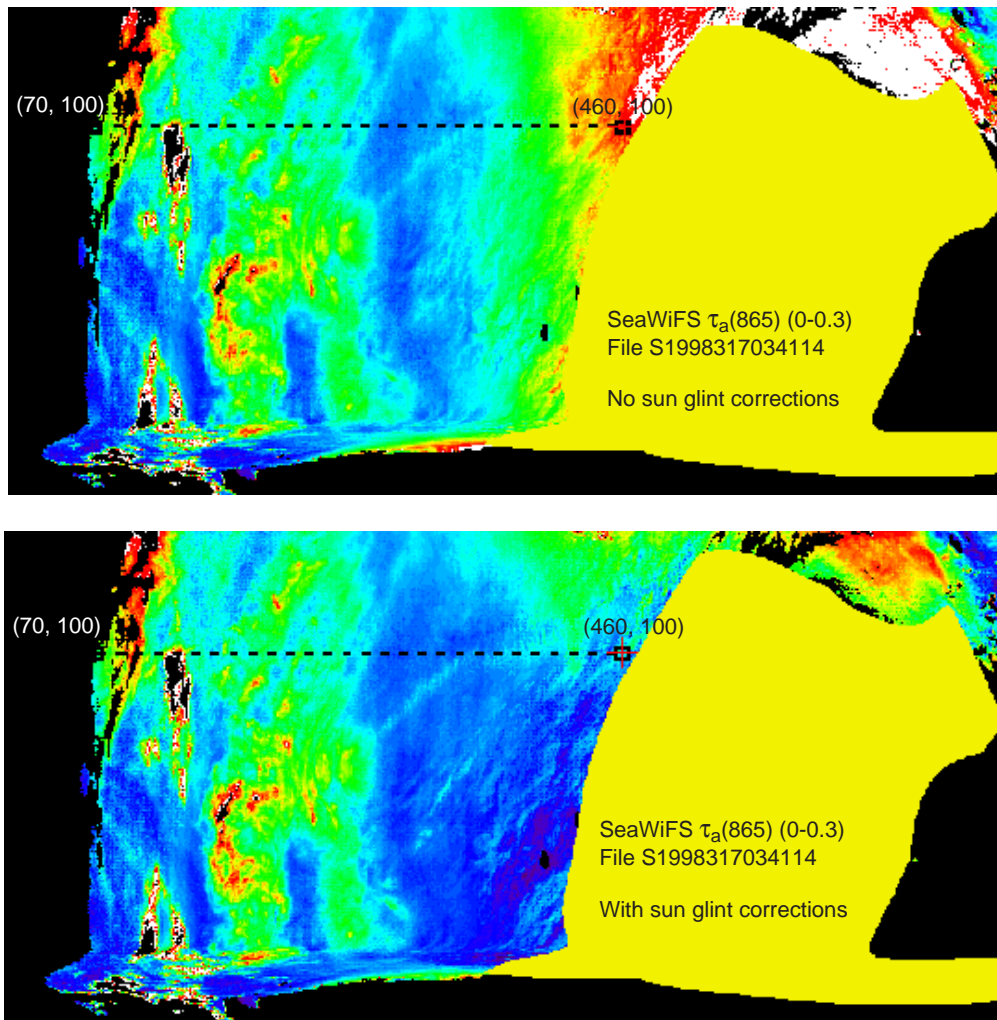 (70, 100)
(460, 100)
SeaWiFS τa(865) (0-0.3)
File S1998317034114
No sun glint corrections
(70, 100)
(460, 100)
SeaWiFS τa(865) (0-0.3)
File S1998317034114
With sun glint corrections